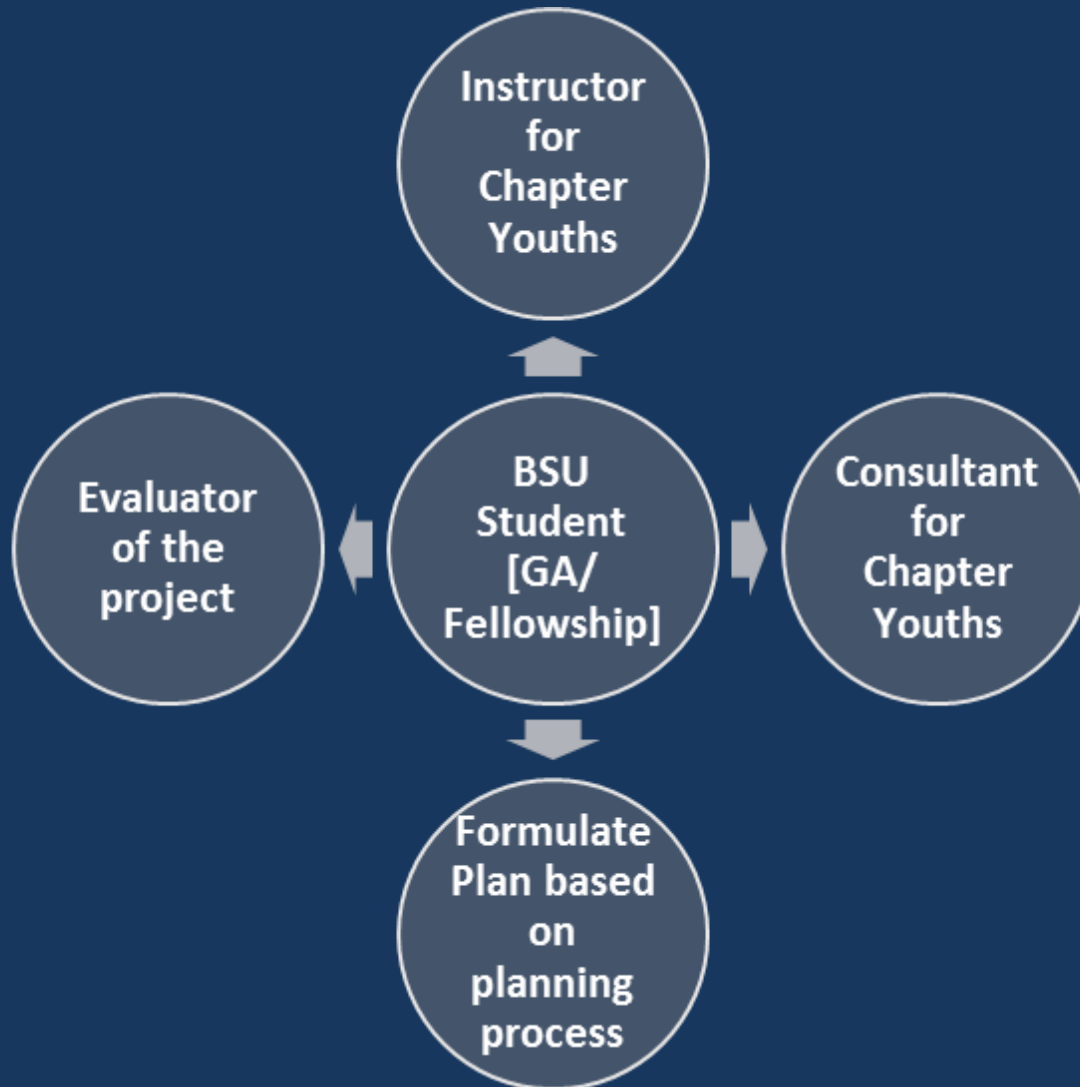 Instructor
for
Chapter
Youths
Evaluator
of the
project
BSU
Student
[GA/
Fellowship]
Consultant
for
Chapter
Youths
Formulate
Plan based
on
planning
process